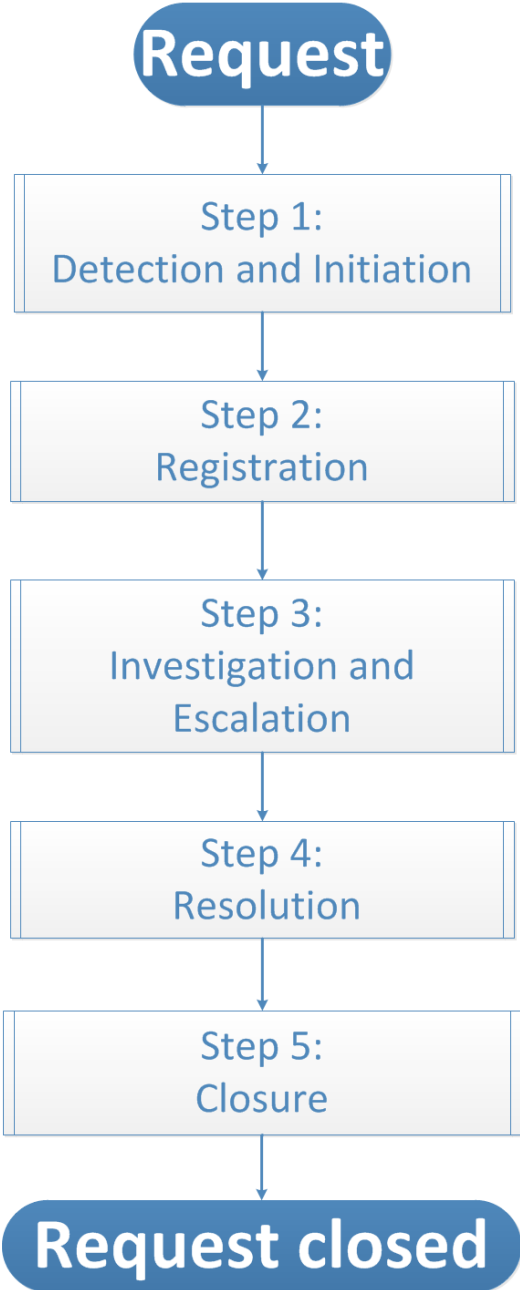 Request
Step 1:
Detection and Initiation
Step 2:
Registration
Step 3:
Investigation and
Escalation
Step 4:
Resolution
Step 5:
Closure
Request closed